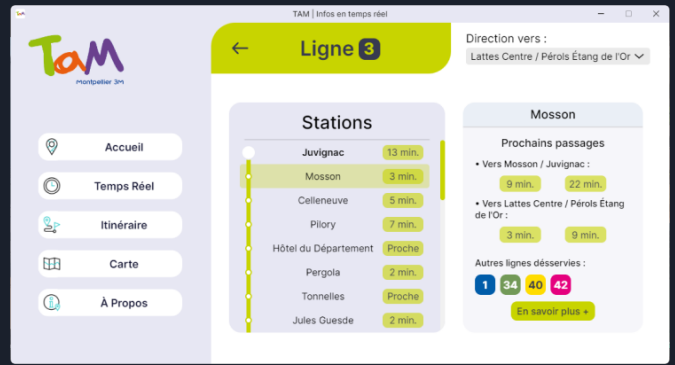 TAM | Infos en temps réel
TaM
Montpellier 3M
Accueil
Temps Réel
Itinéraire
Carte
À Propos
Ligne 3
Direction vers :
Lattes Centre / Pérols Étang de l'Or
Stations
Juvignac 13 min.
Mosson 3 min.
Celleneuve 5 min.
Pilory 7 min.
Hôtel du Département Proche
Pergola 2 min.
Tonnelles Proche
Jules Guesde 2 min.
Mosson
Prochains passages
• Vers Mosson / Juvignac :
9 min. 22 min.
• Vers Lattes Centre / Pérols Étang
de l'Or :
3 min. 9 min.
Autres lignes désservies :
1 34 40 42
En savoir plus +